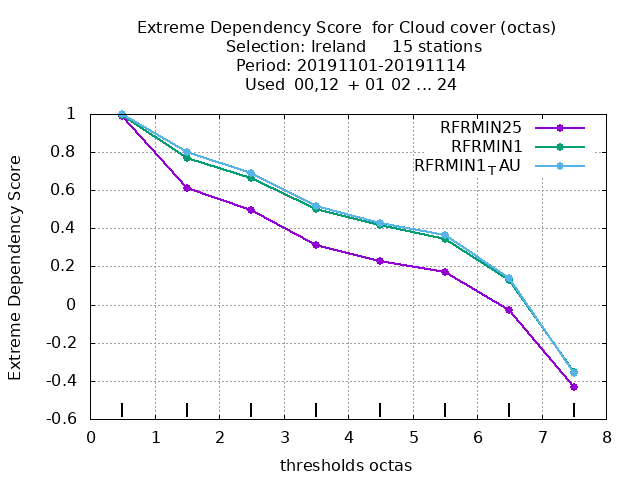 Extreme Dependency Score  for Cloud cover (octas)
Selection: Ireland     15 stations
Period: 20191101-20191114
Used  00,12  + 01 02 ... 24
Extreme Dependency Score
1
0.8
0.6
0.4
0.2
0
-0.2
-0.4
-0.6
RFRMIN25
RFRMIN1
RFRMIN1TAU
0 1 2 3 4 5 6 7 8
thresholds octas